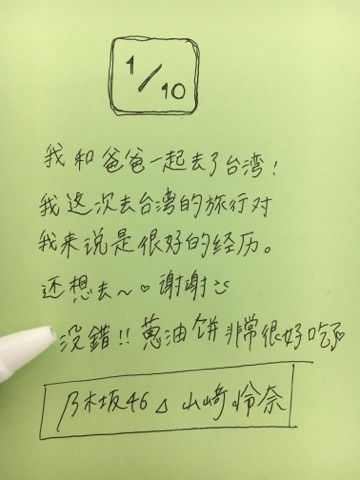 1/10
我和爸爸一起去了台湾!
我这次去台湾的旅行对
我来说是很好的经历。
还想去~♡谢谢☺
没錯!!蔥油饼非常很好吃
乃木坂46△山崎怜奈